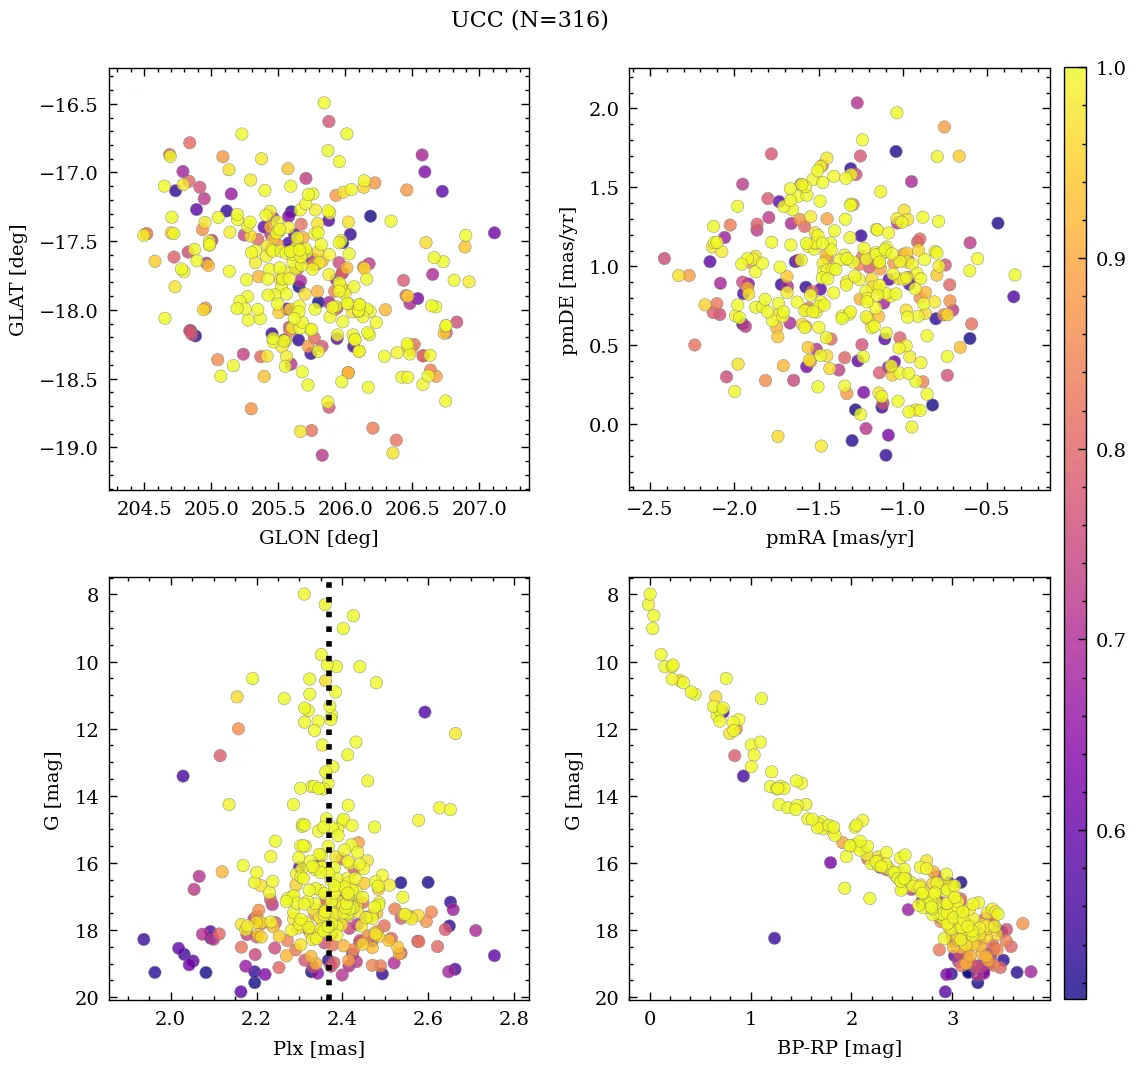 UCC (N=316)
−16.5
−17.0
−17.5
−18.0
−18.5
−19.0
GLAT [deg]
204.5 205.0 205.5 206.0 206.5 207.0
GLON [deg]
2.0
1.5
1.0
0.5
0.0
pmDE [mas/yr]
−2.5 −2.0 −1.5 −1.0 −0.5
pmRA [mas/yr]
1.0
0.9
0.8
0.7
0.6
8
10
12
14
16
18
20
G [mag]
2.0 2.2 2.4 2.6 2.8
Plx [mas]
8
10
12
14
16
18
20
G [mag]
0 1 2 3
BP-RP [mag]